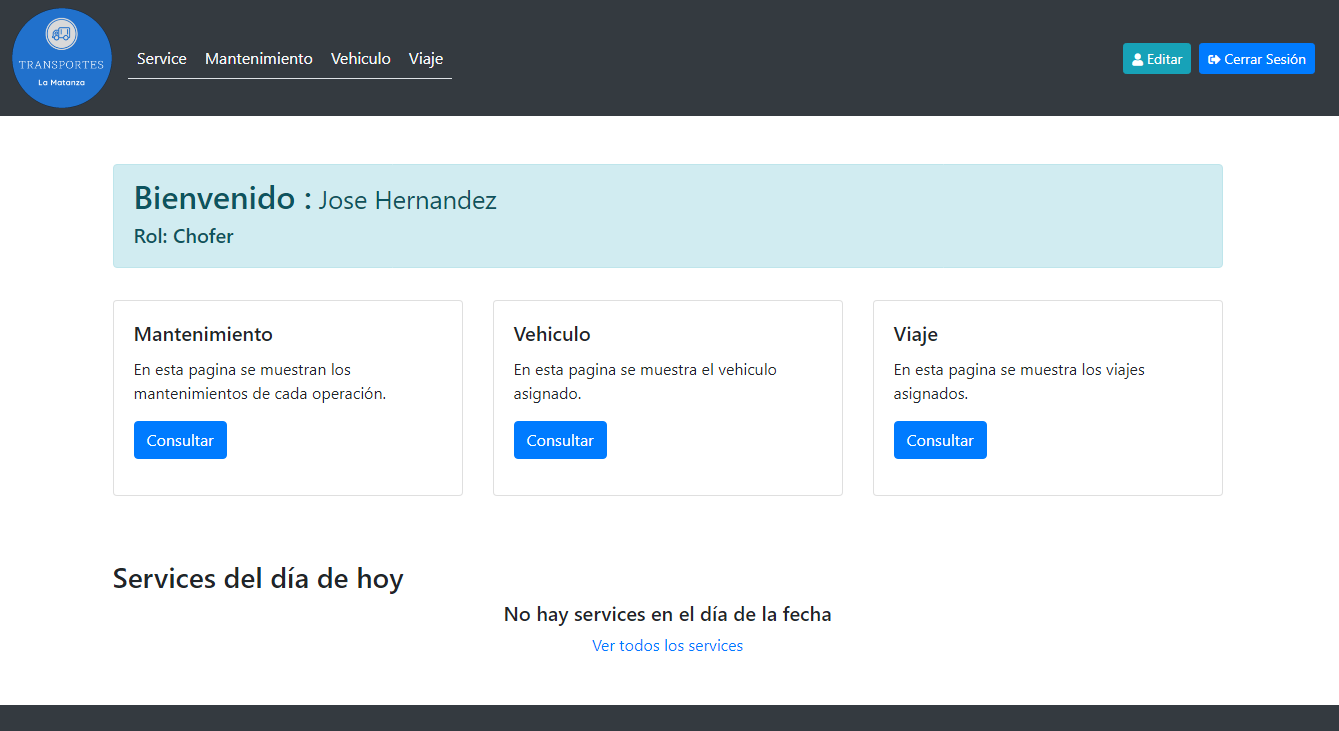 TRANSPORTES
La Matanza
Service Mantenimiento Vehiculo Viaje
Editar Cerrar Sesión
Bienvenido : Jose Hernandez
Rol: Chofer
Mantenimiento
En esta pagina se muestran los
mantenimientos de cada operación.
Consultar
Vehiculo
En esta pagina se muestra el vehiculo
asignado.
Consultar
Viaje
En esta pagina se muestra los viajes
asignados.
Consultar
Services del día de hoy
No hay services en el día de la fecha
Ver todos los services